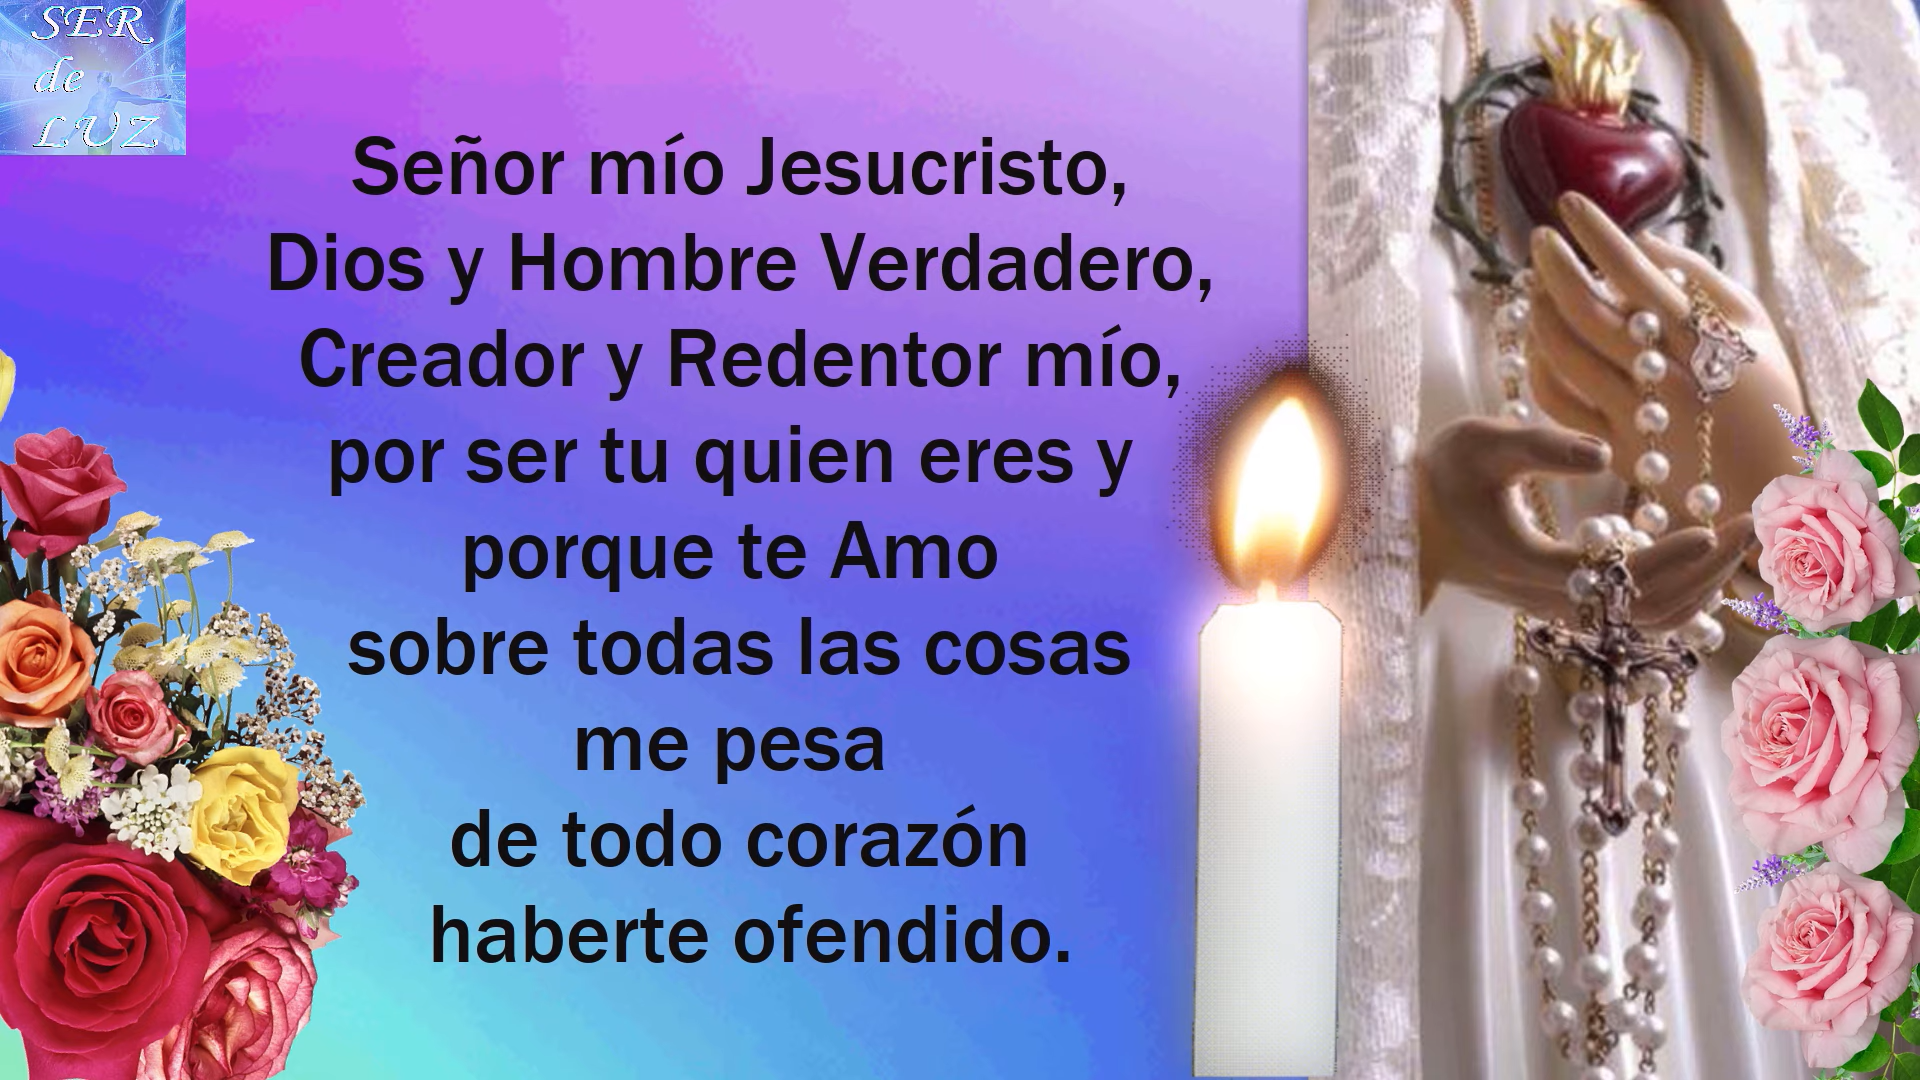 SER
de
LUZ
Señor mío Jesucristo,
Dios y Hombre Verdadero,
Creador y Redentor mío,
por ser tu quien eres y
porque te Amo
sobre todas las cosas
me pesa
de todo corazón
haberte ofendido.